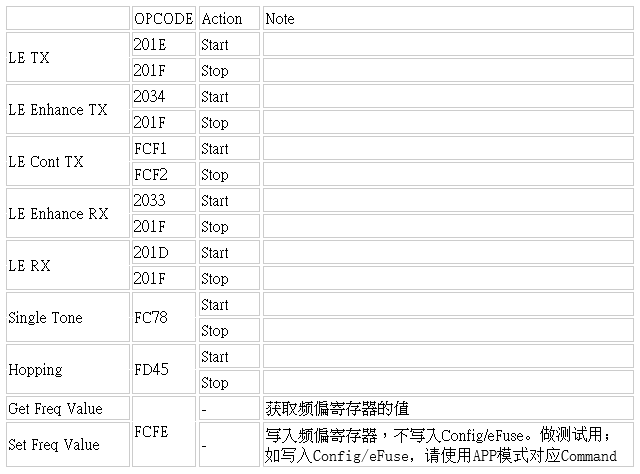 OPCODE Action Note
LE TX
201E Start
201F Stop
LE Enhance TX
2034 Start
201F Stop
LE Cont TX
FCF1 Start
FCF2 Stop
LE Enhance RX
2033 Start
201F Stop
LE RX
201D Start
201F Stop
Single Tone
FC78
Start
Stop
Hopping
FD45
Start
Stop
Get Freq Value
FCFE
- 获取频偏寄存器的值
Set Freq Value
-
写入频偏寄存器，不写入Config/eFuse。做测试用；
如写入Config/eFuse，请使用APP模式对应Command